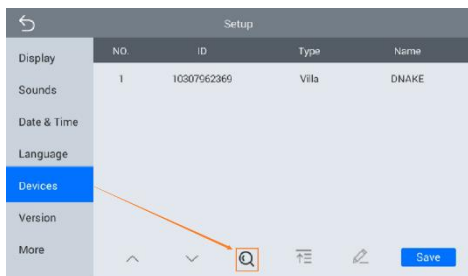 Setup
Display
Sounds
Date & Time
Language
Devices
Version
More
NO. ID Type Name
1 10307962369 Villa DNAKE
Save